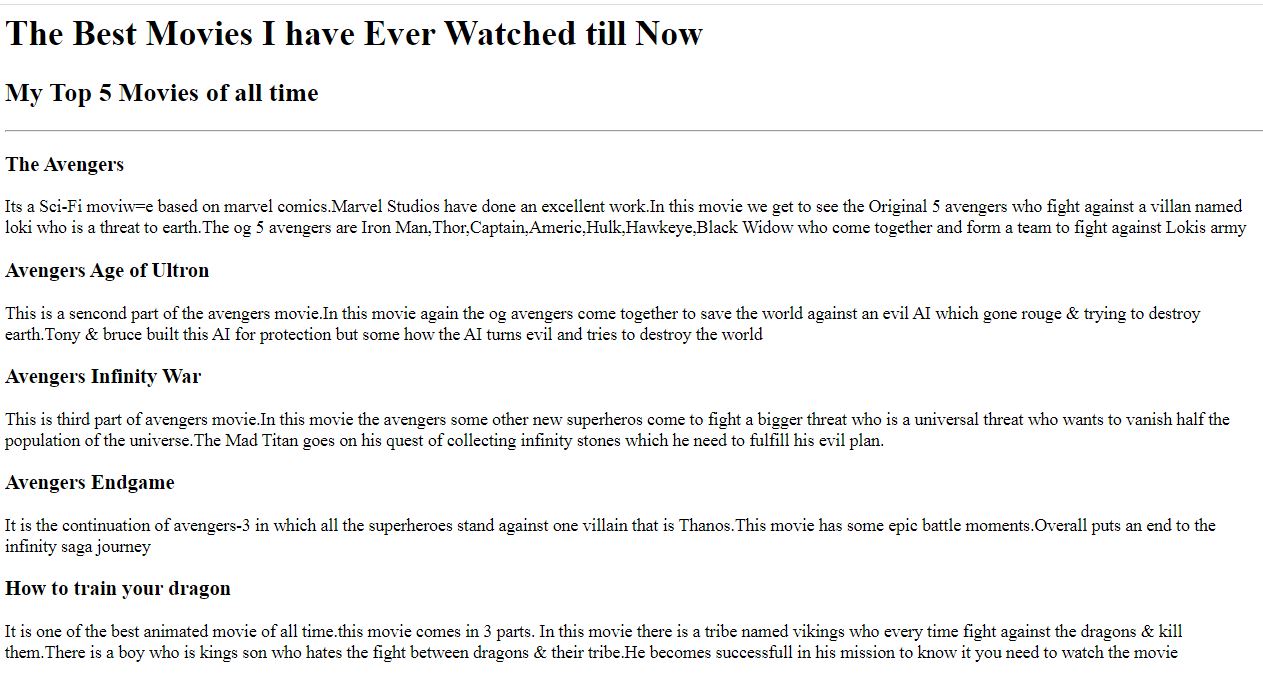 The Best Movies I have Ever Watched till Now
My Top 5 Movies of all time
The Avengers
Its a Sci-Fi moviw=e based on marvel comics.Marvel Studios have done an excellent work.In this movie we get to see the Original 5 avengers who fight against a villan named
loki who is a threat to earth.The og 5 avengers are Iron Man,Thor,Captain,Americ,Hulk,Hawkeye,Black Widow who come together and form a team to fight against Lokis army
Avengers Age of Ultron
This is a sencond part of the avengers movie.In this movie again the og avengers come together to save the world against an evil AI which gone rouge & trying to destroy
earth.Tony & bruce built this AI for protection but some how the AI turns evil and tries to destroy the world
Avengers Infinity War
This is third part of avengers movie.In this movie the avengers some other new superheros come to fight a bigger threat who is a universal threat who wants to vanish half the
population of the universe.The Mad Titan goes on his quest of collecting infinity stones which he need to fulfill his evil plan.
Avengers Endgame
It is the continuation of avengers-3 in which all the superheroes stand against one villain that is Thanos.This movie has some epic battle moments.Overall puts an end to the
infinity saga journey
How to train your dragon
It is one of the best animated movie of all time.this movie comes in 3 parts. In this movie there is a tribe named vikings who every time fight against the dragons & kill
them.There is a boy who is kings son who hates the fight between dragons & their tribe.He becomes successfull in his mission to know it you need to watch the movie